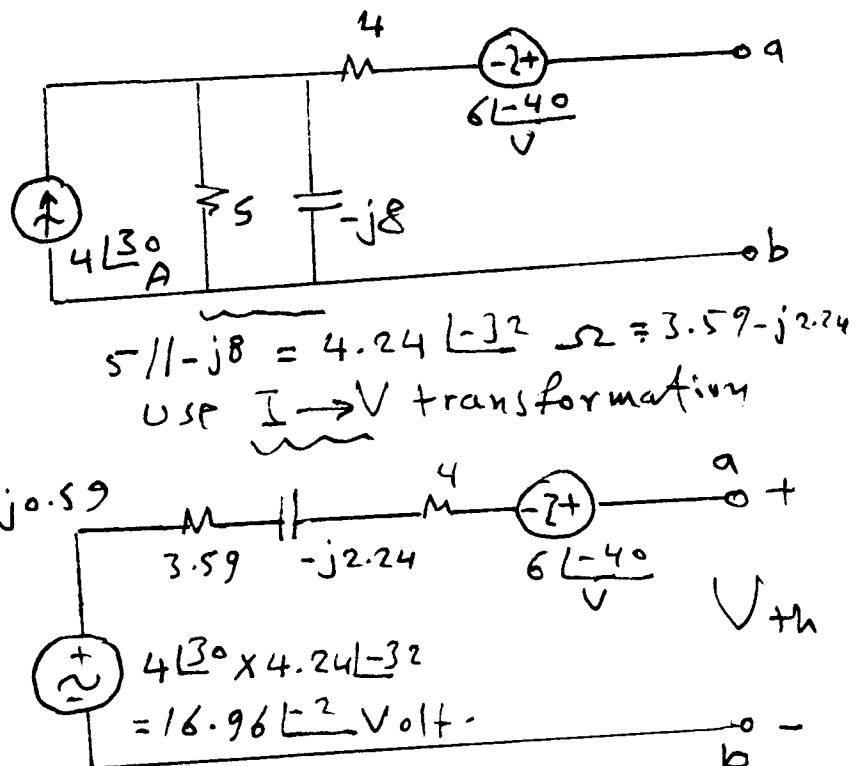 4
- +
a
6∠-40
V
5
-j8
4∠30
A
b
5//-j8 = 4.24 ∠-32 Ω = 3.59-j2.24
Use I → V transformation
j0.59
4
a
+
- +
3.59
-j2.24
6∠-40
V
Vth
+
-
4∠30 x 4.24∠-32
= 16.96∠-2 Volt.
-
b